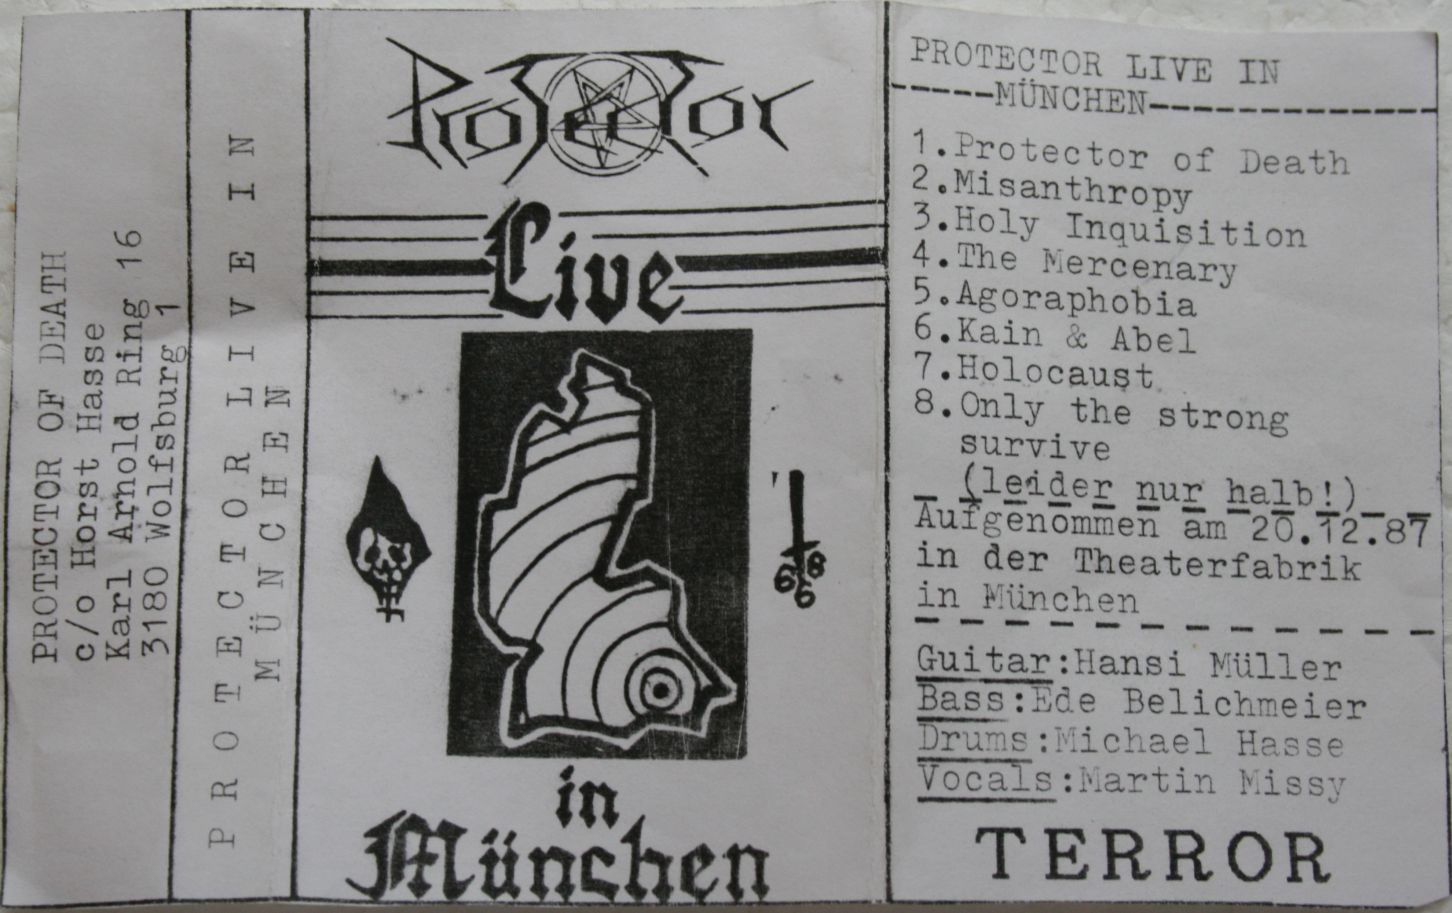 PROTECTOR OF DEATH
c/o Horst Hasse
Karl Arnold Ring 16
3180 Wolfsburg 1
PROTECTOR LIVE IN
MÜNCHEN
Protector
Live
666
in
München
PROTECTOR LIVE IN
MÜNCHEN
1.Protector of Death
2.Misanthropy
3.Holy Inquisition
4.The Mercenary
5.Agoraphobia
6.Kain & Abel
7.Holocaust
8.Only the strong
survive
(leider nur halb!)
Aufgenommen am 20.12.87
in der Theaterfabrik
in München
Guitar:Hansi Müller
Bass:Ede Belichmeier
Drums:Michael Hasse
Vocals:Martin Missy
TERROR